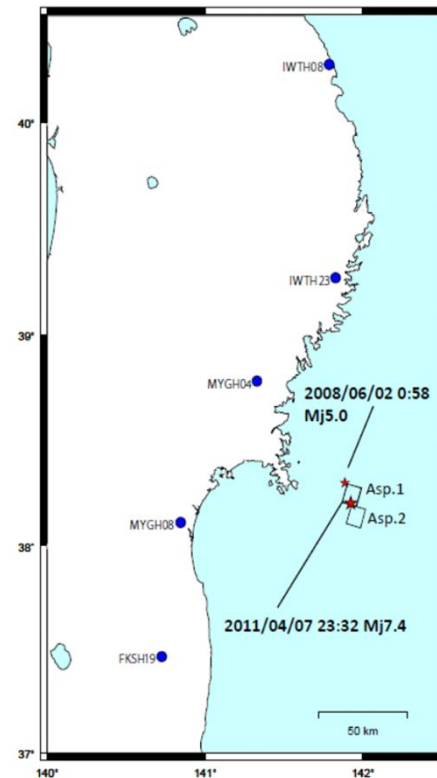 IWTH08
40°
IWTH23
39°
MYGH04
2008/06/02 0:58
Mj5.0
Asp.1
Asp.2
MYGH08
38°
2011/04/07 23:32 Mj7.4
FKSH19
50 km
37°
140°
141°
142°